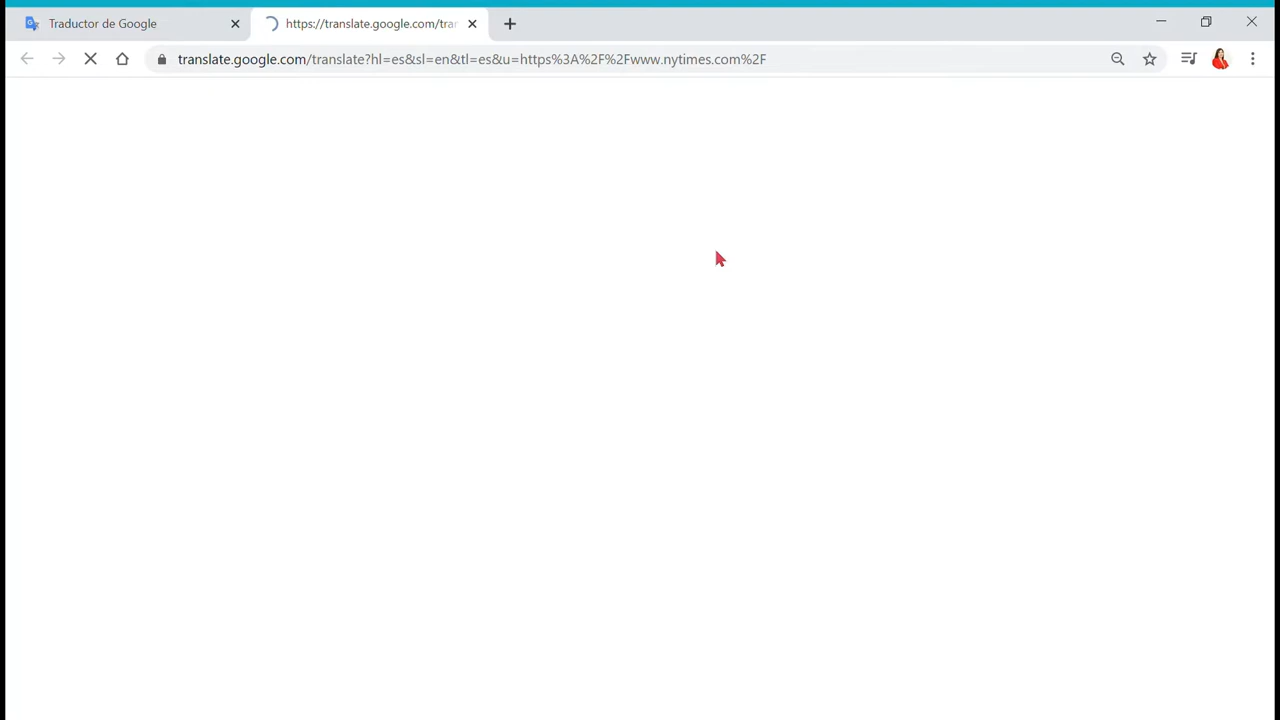 Traductor de Google
https://translate.google.com/trar
translate.google.com/translate?hl=es&sl=en&tl=es&u=https%3A%2F%2Fwww.nytimes.com%2F